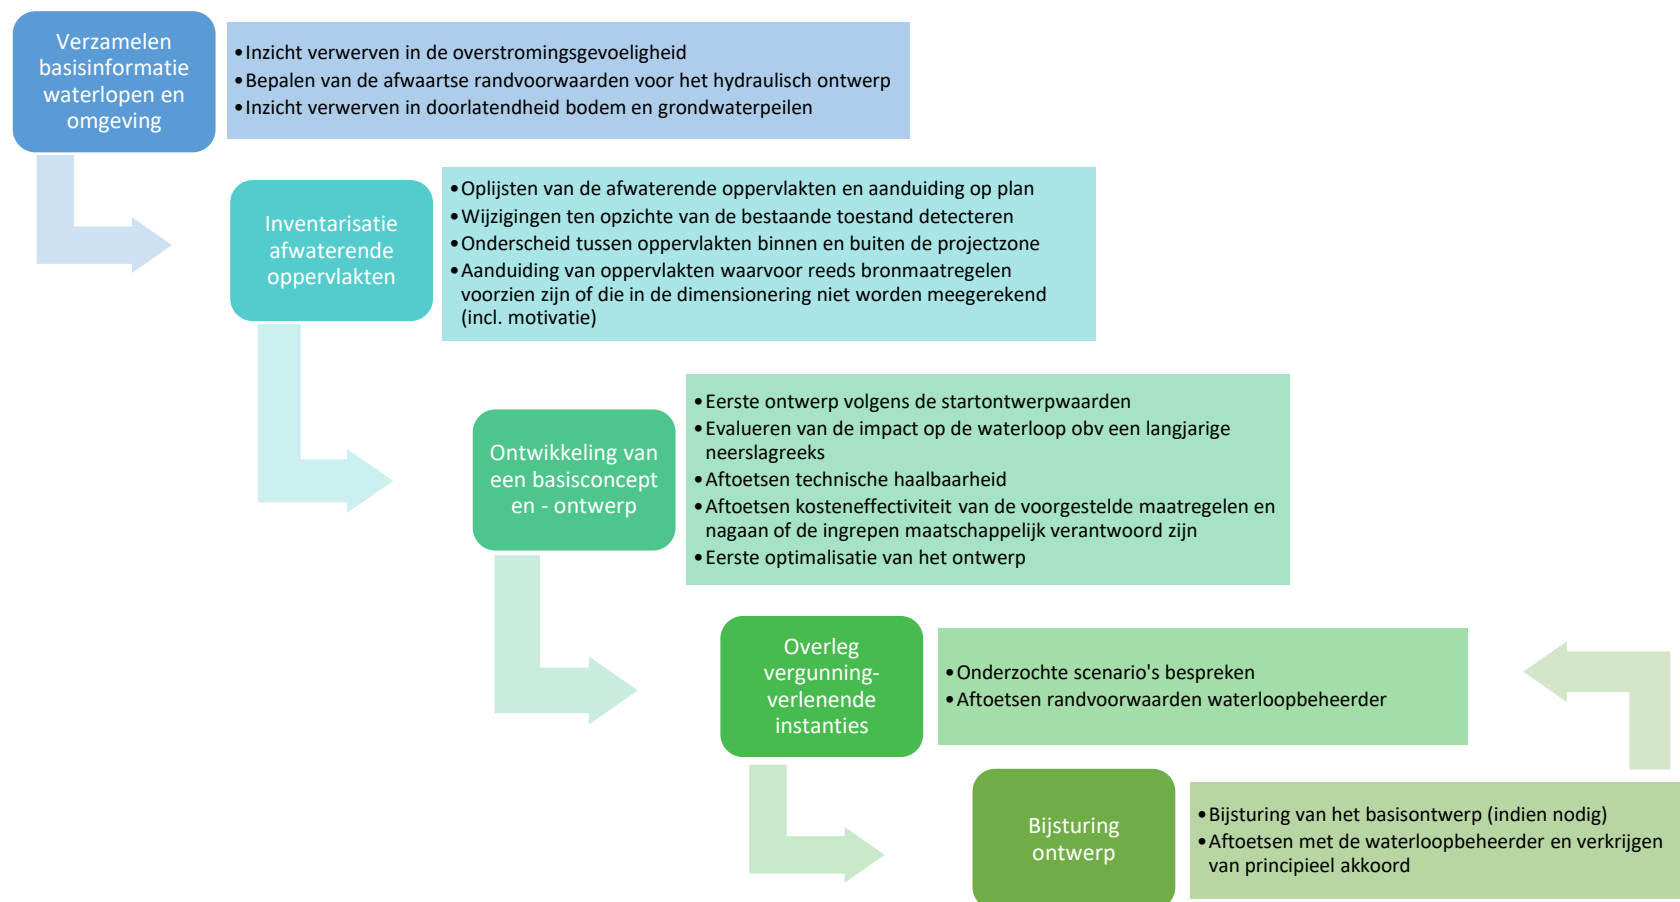 Verzamelen
basisinformatie
waterlopen en
omgeving
•Inzicht verwerven in de overstromingsgevoeligheid
•Bepalen van de afwaartse randvoorwaarden voor het hydraulisch ontwerp
•Inzicht verwerven in doorlatendheid bodem en grondwaterpeilen
Inventarisatie
afwaterende
oppervlakten
•Oplijsten van de afwaterende oppervlakten en aanduiding op plan
•Wijzigingen ten opzichte van de bestaande toestand detecteren
•Onderscheid tussen oppervlakten binnen en buiten de projectzone
•Aanduiding van oppervlakten waarvoor reeds bronmaatregelen
voorzien zijn of die in de dimensionering niet worden meegerekend
(incl. motivatie)
Ontwikkeling van
een basisconcept
en - ontwerp
•Eerste ontwerp volgens de startontwerpwaarden
•Evalueren van de impact op de waterloop obv een langjarige
neerslagreeks
•Aftoetsen technische haalbaarheid
•Aftoetsen kosteneffectiviteit van de voorgestelde maatregelen en
nagaan of de ingrepen maatschappelijk verantwoord zijn
•Eerste optimalisatie van het ontwerp
Overleg
vergunning-
verlenende
instanties
•Onderzochte scenario's bespreken
•Aftoetsen randvoorwaarden waterloopbeheerder
Bijsturing
ontwerp
•Bijsturing van het basisontwerp (indien nodig)
•Aftoetsen met de waterloopbeheerder en verkrijgen
van principieel akkoord